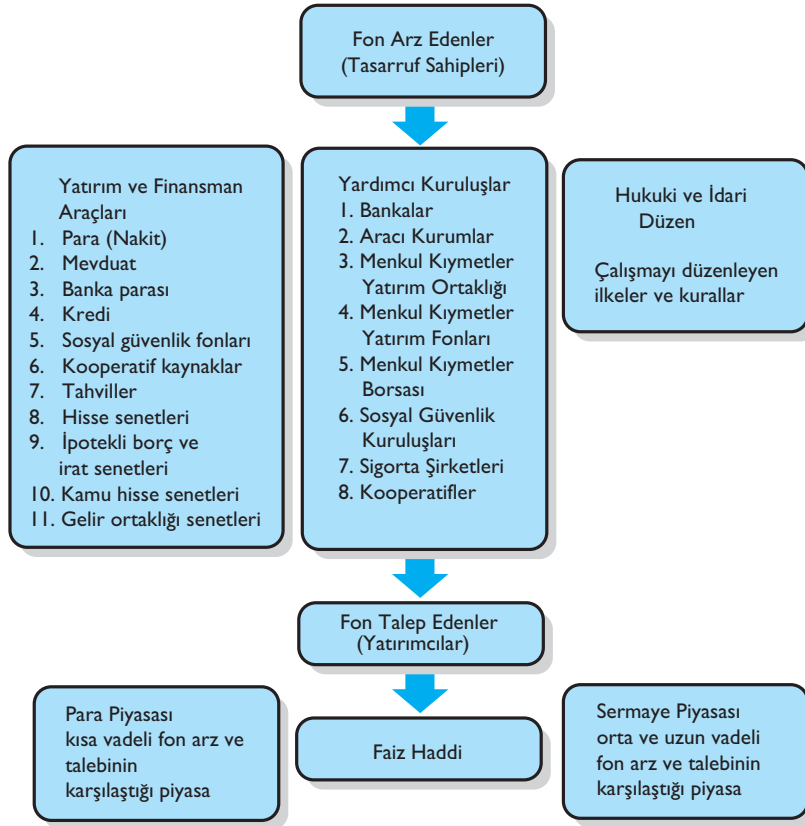 Fon Arz Edenler
(Tasarruf Sahipleri)
Yatırım ve Finansman
Araçları
1. Para (Nakit)
2. Mevduat
3. Banka parası
4. Kredi
5. Sosyal güvenlik fonları
6. Kooperatif kaynaklar
7. Tahviller
8. Hisse senetleri
9. İpotekli borç ve
irat senetleri
10. Kamu hisse senetleri
11. Gelir ortaklığı senetleri
Yardımcı Kuruluşlar
1. Bankalar
2. Aracı Kurumlar
3. Menkul Kıymetler
Yatırım Ortaklığı
4. Menkul Kıymetler
Yatırım Fonları
5. Menkul Kıymetler
Borsası
6. Sosyal Güvenlik
Kuruluşları
7. Sigorta Şirketleri
8. Kooperatifler
Hukuki ve İdari
Düzen
Çalışmayı düzenleyen
ilkeler ve kurallar
Fon Talep Edenler
(Yatırımcılar)
Para Piyasası
kısa vadeli fon arz ve
talebinin
karşılaştığı piyasa
Faiz Haddi
Sermaye Piyasası
orta ve uzun vadeli
fon arz ve talebinin
karşılaştığı piyasa